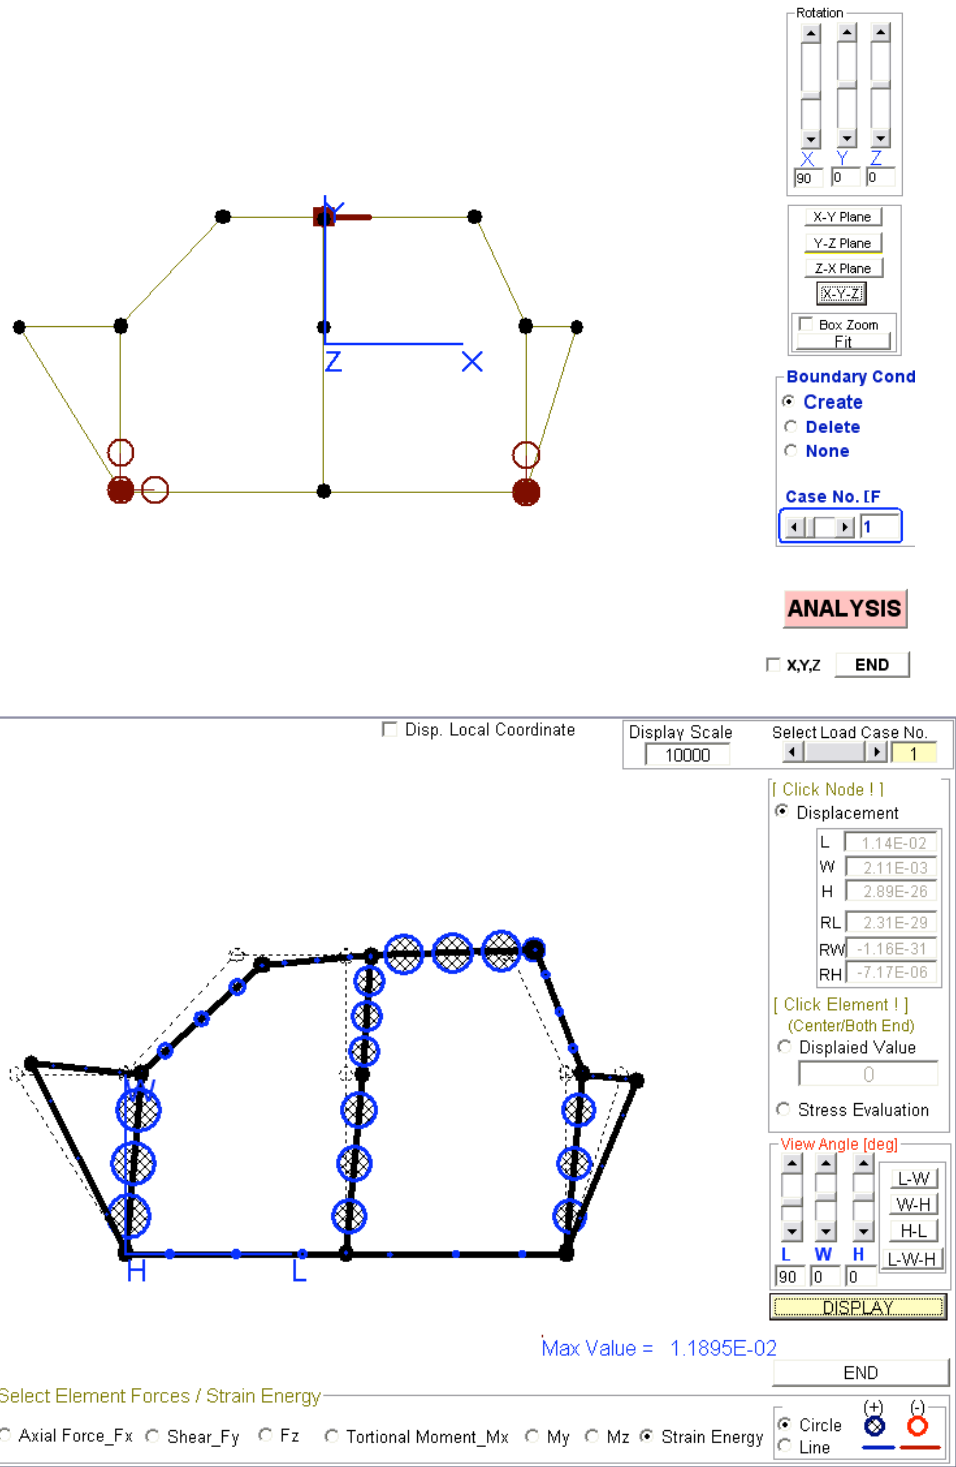 Rotation
X Y Z
90 0 0
X-Y Plane
Y-Z Plane
Z-X Plane
X-Y-Z
Box Zoom
Fit
Y
Z X
Boundary Cond
Create
Delete
None
Case No. [F
1
ANALYSIS
X,Y,Z END
Disp. Local Coordinate
Display Scale
10000
Select Load Case No.
1
[ Click Node ! ]
Displacement
L 1.14E-02
W 2.11E-03
H 2.89E-26
RL 2.31E-29
RW -1.16E-31
RH -7.17E-06
[ Click Element ! ]
(Center/Both End)
Displaied Value
0
Stress Evaluation
View Angle [deg]
L-W
W-H
H-L
L-W-H
L W H
90 0 0
DISPLAY
W
H L
Max Value = 1.1895E-02
END
Select Element Forces / Strain Energy
Axial Force_Fx Shear_Fy Fz Tortional Moment_Mx My Mz Strain Energy
(+) (-)
Circle
Line